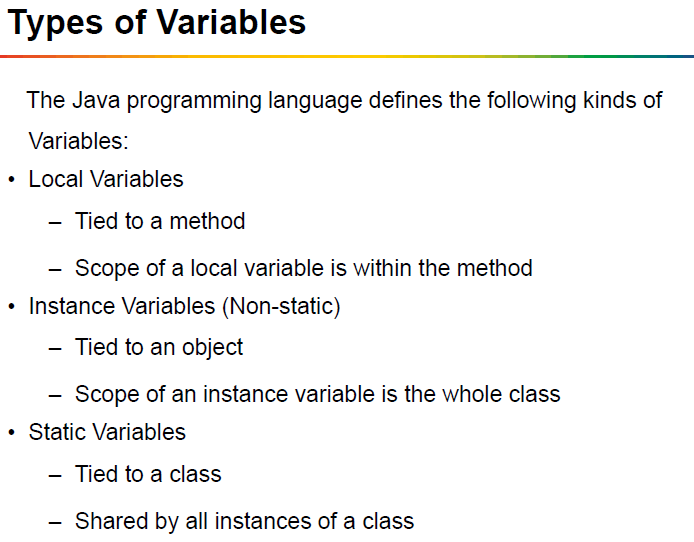 Types of Variables
The Java programming language defines the following kinds of
Variables:
• Local Variables
– Tied to a method
– Scope of a local variable is within the method
• Instance Variables (Non-static)
– Tied to an object
– Scope of an instance variable is the whole class
• Static Variables
– Tied to a class
– Shared by all instances of a class